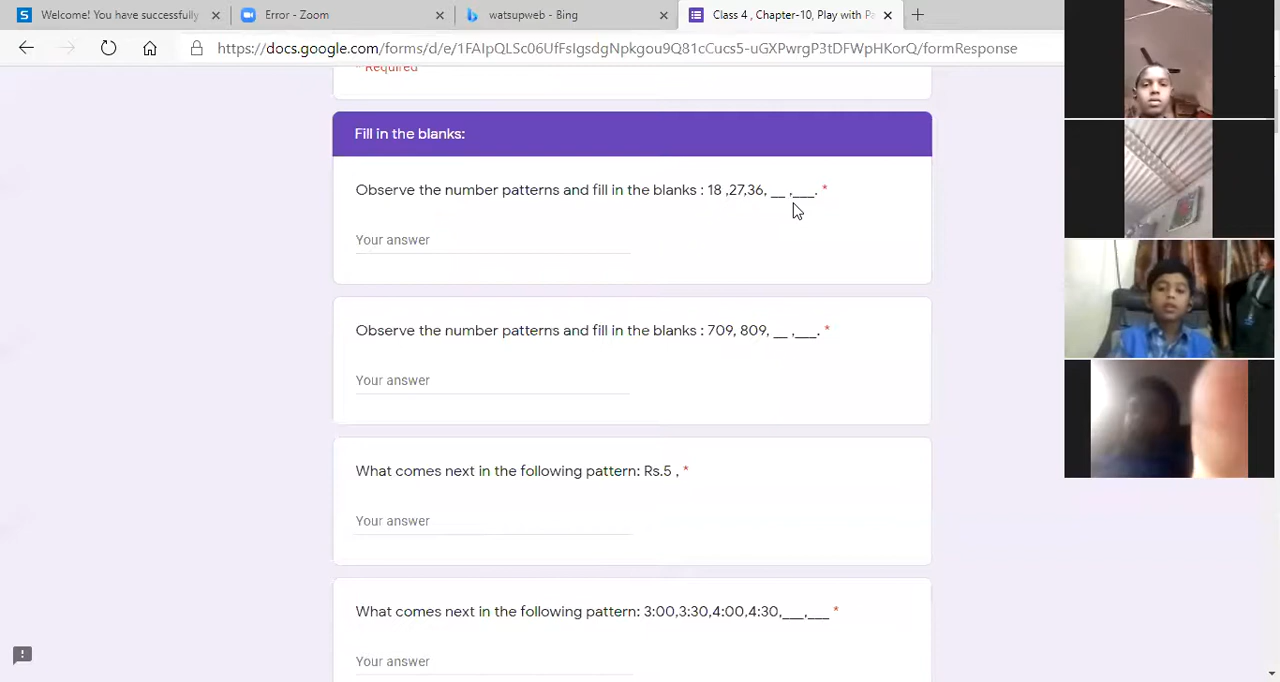 Welcome! You have successfully
Error - Zoom
watsupweb - Bing
Class 4 , Chapter-10, Play with Pa
https://docs.google.com/forms/d/e/1FAIpQLSc06UfFsIgsdgNpkgou9Q81cCucs5-uGXPwrgP3tDFWpHKorQ/formResponse
* Required
Fill in the blanks:
Observe the number patterns and fill in the blanks : 18 ,27,36, __ ,___. *
Your answer
Observe the number patterns and fill in the blanks : 709, 809, __ ,___. *
Your answer
What comes next in the following pattern: Rs.5 , *
Your answer
What comes next in the following pattern: 3:00,3:30,4:00,4:30,___,___ *
Your answer